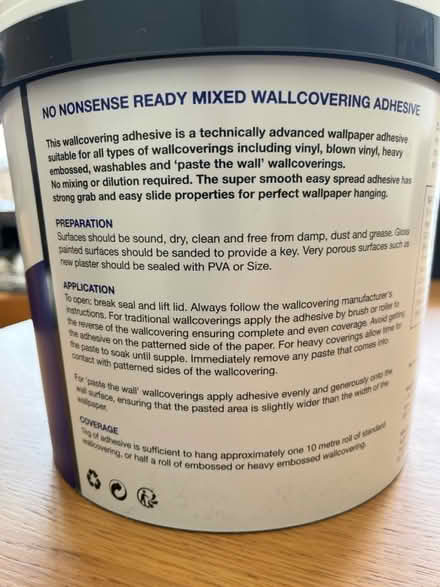 NO NONSENSE READY MIXED WALLCOVERING ADHESIVE
This wallcovering adhesive is a technically advanced wallpaper adhesive
suitable for all types of wallcoverings including vinyl, blown vinyl, heavy
embossed, washables and ‘paste the wall’ wallcoverings.
No mixing or dilution required. The super smooth easy spread adhesive has
strong grab and easy slide properties for perfect wallpaper hanging.
PREPARATION
Surfaces should be sound, dry, clean and free from damp, dust and grease. Gloss
painted surfaces should be sanded to provide a key. Very porous surfaces such as
new plaster should be sealed with PVA or Size.
APPLICATION
To open; break seal and lift lid. Always follow the wallcovering manufacturer's
instructions. For traditional wallcoverings apply the adhesive by brush or roller to
the reverse of the wallcovering ensuring complete and even coverage. Avoid getting
the adhesive on the patterned side of the paper. For heavy coverings allow time for
the paste to soak until supple. Immediately remove any paste that comes into
contact with patterned sides of the wallcovering.
For ‘paste the wall’ wallcoverings apply adhesive evenly and generously onto the
wall surface, ensuring that the pasted area is slightly wider than the width of the
wallpaper.
COVERAGE
1kg of adhesive is sufficient to hang approximately one 10 metre roll of standard
wallcovering, or half a roll of embossed or heavy embossed wallcovering.